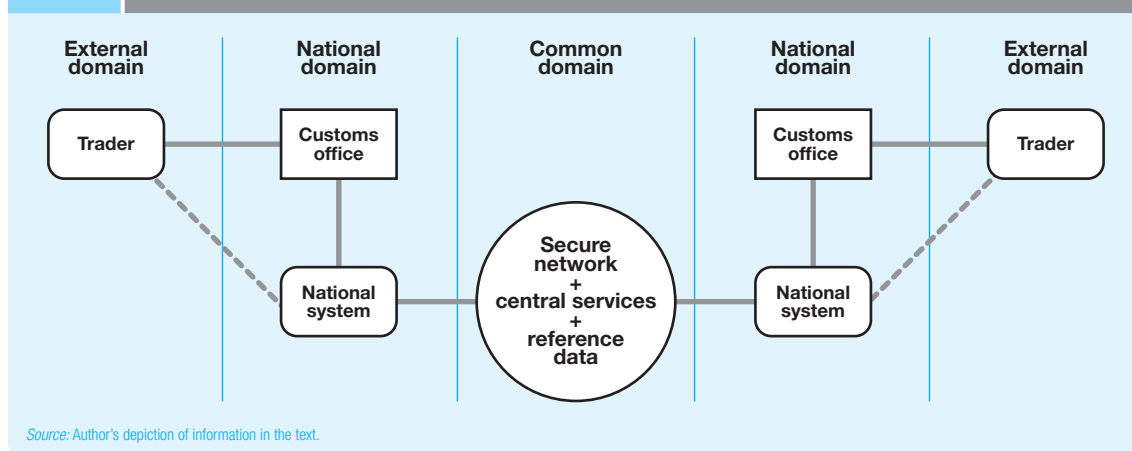 External
domain
National
domain
Common
domain
National
domain
External
domain
Trader
Customs
office
Customs
office
Trader
Secure
network
+
central services
+
reference
data
National
system
National
system
Source: Author's depiction of information in the text.